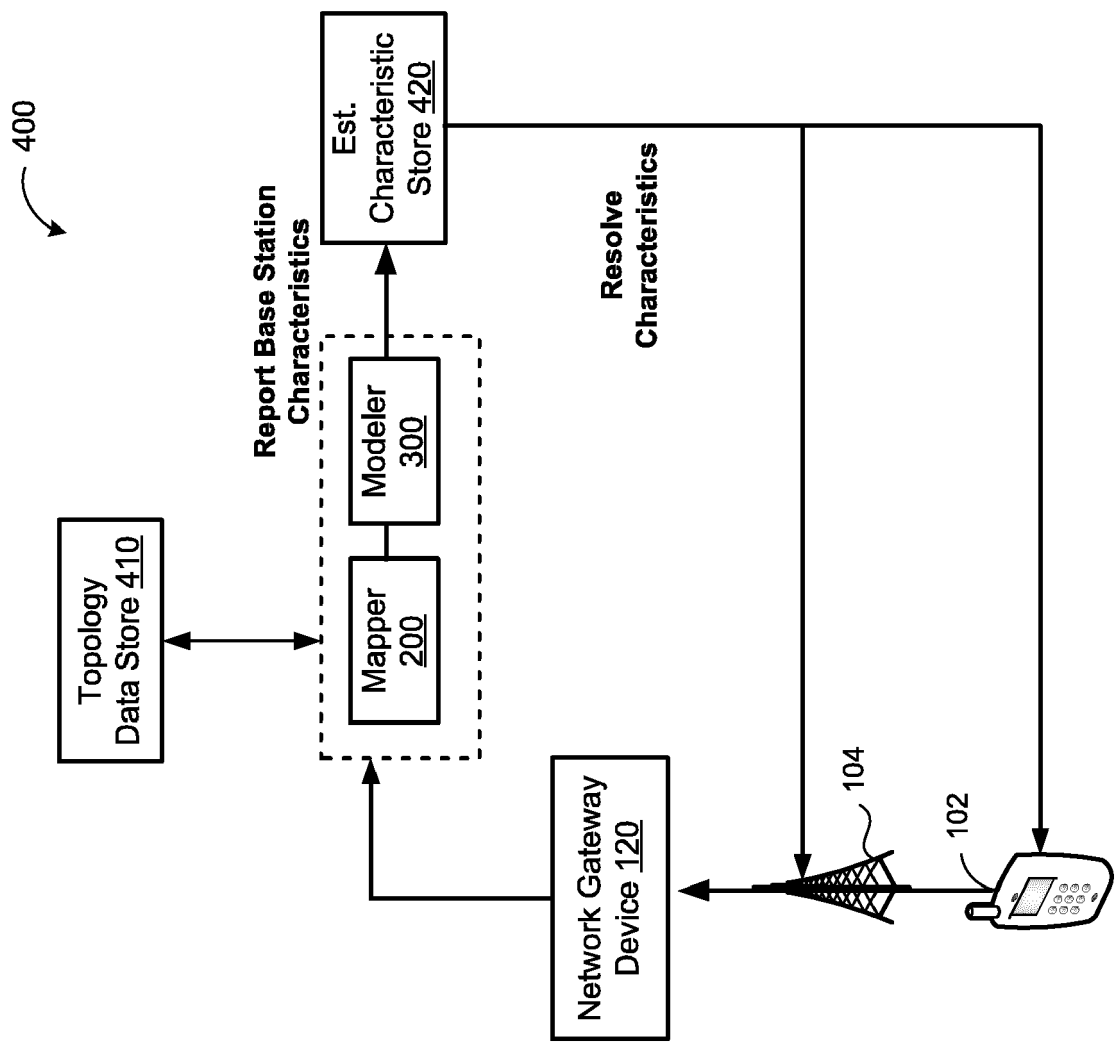 400
Topology
Data Store 410
Report Base Station
Characteristics
Mapper
200
Modeler
300
Est.
Characteristic
Store 420
Network Gateway
Device 120
Resolve
Characteristics
104
102